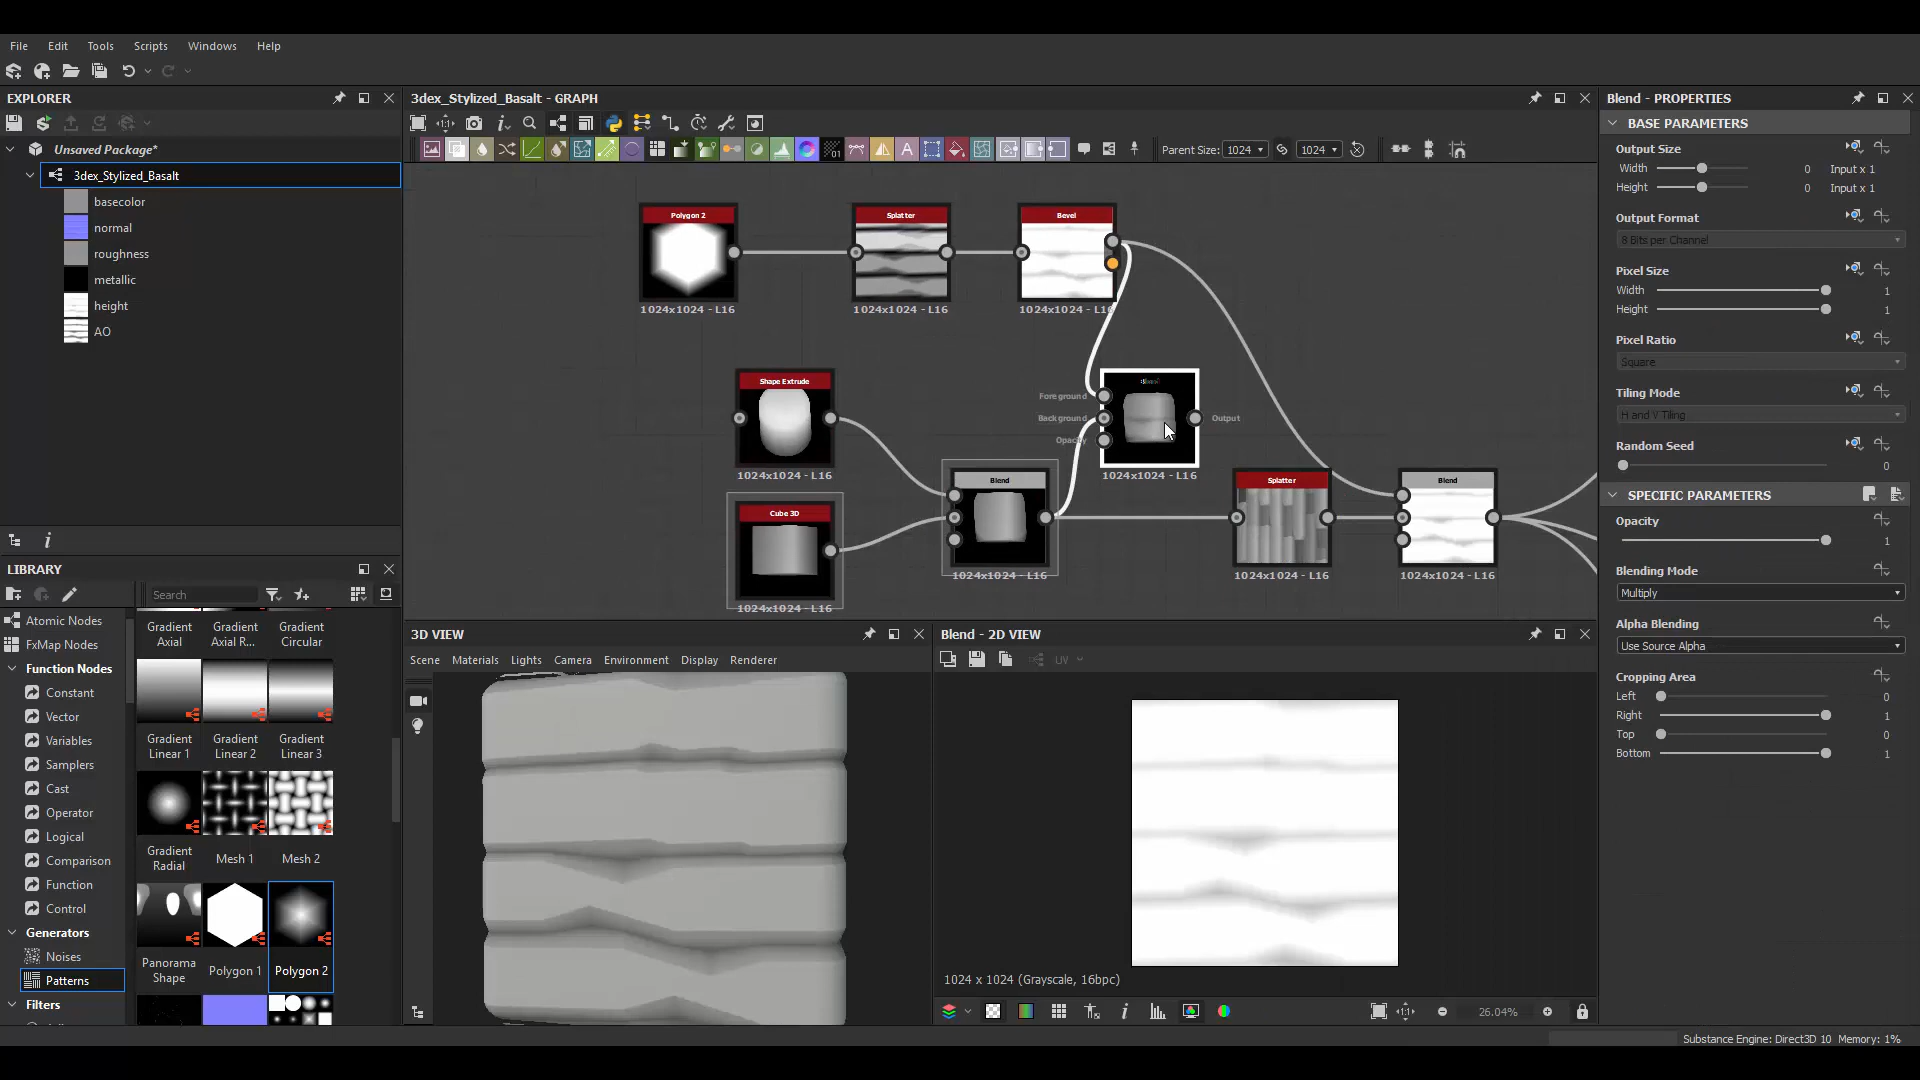 File Edit Tools Scripts Windows Help
EXPLORER
Unsaved Package*
3dex_Stylized_Basalt
basecolor
normal
roughness
metallic
height
AO
LIBRARY
Search
Atomic Nodes
FxMap Nodes
Function Nodes
Constant
Vector
Variables
Samplers
Cast
Operator
Logical
Comparison
Function
Control
Generators
Noises
Patterns
Filters
Gradient Axial
Gradient Axial R...
Gradient Circular
Gradient Linear 1
Gradient Linear 2
Gradient Linear 3
Gradient Radial
Mesh 1
Mesh 2
Panorama Shape
Polygon 1
Polygon 2
3dex_Stylized_Basalt - GRAPH
Parent Size: 1024 1024
Polygon 2
1024x1024 - L16
Splatter
1024x1024 - L16
Bevel
1024x1024 - L16
Shape Extrude
1024x1024 - L16
Cube 3D
1024x1024 - L16
Blend
1024x1024 - L16
Foreground
Background
Opacity
Output
1024x1024 - L16
Splatter
1024x1024 - L16
Blend
1024x1024 - L16
3D VIEW
Scene Materials Lights Camera Environment Display Renderer
Blend - 2D VIEW
UV
1024 x 1024 (Grayscale, 16bpc)
26.04%
Blend - PROPERTIES
BASE PARAMETERS
Output Size
Width 0 Input x 1
Height 0 Input x 1
Output Format
8 Bits per Channel
Pixel Size
Width 1
Height 1
Pixel Ratio
Square
Tiling Mode
H and V Tiling
Random Seed
0
SPECIFIC PARAMETERS
Opacity
1
Blending Mode
Multiply
Alpha Blending
Use Source Alpha
Cropping Area
Left 0
Right 1
Top 0
Bottom 1
Substance Engine: Direct3D 10 Memory: 1%